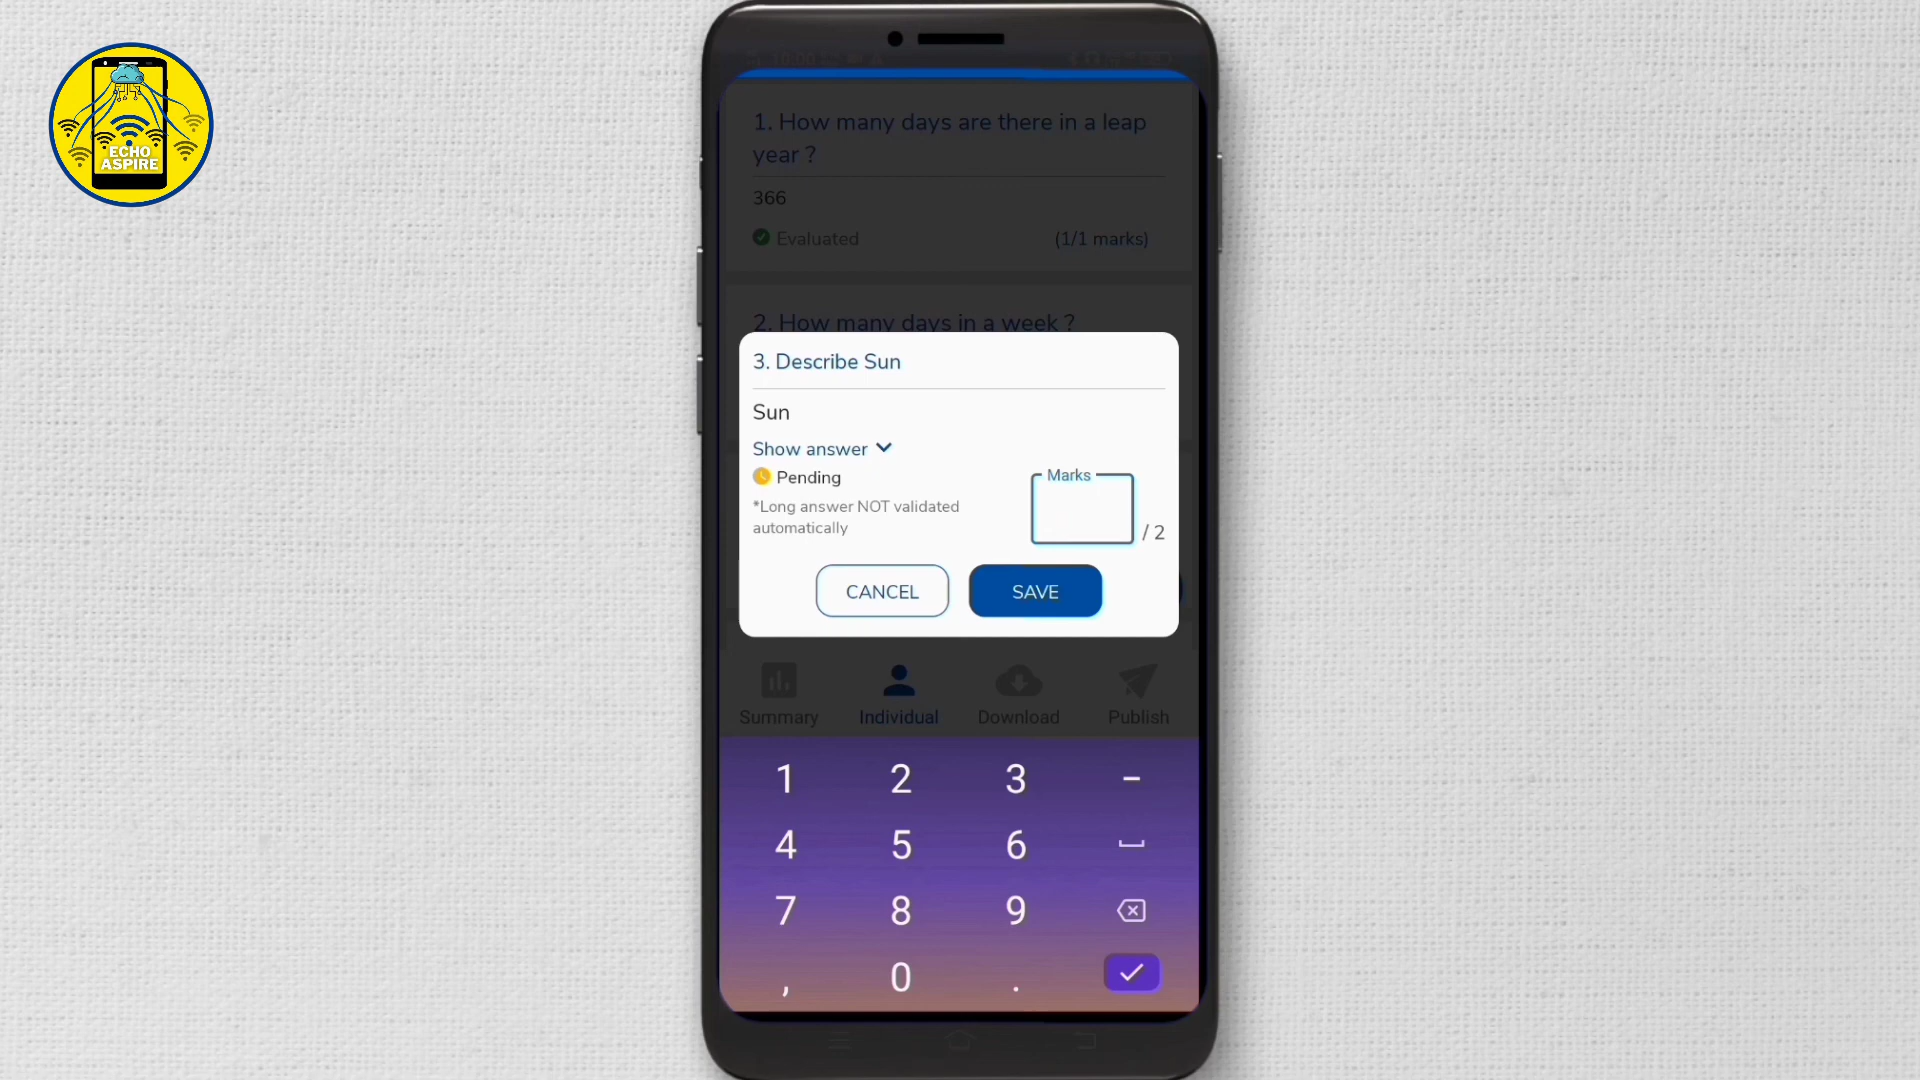 ECHO
ASPIRE
1. How many days are there in a leap
year ?
366
Evaluated (1/1 marks)
2. How many days in a week ?
3. Describe Sun
Sun
Show answer
Pending
Marks
*Long answer NOT validated
automatically
/ 2
CANCEL SAVE
Summary Individual Download Publish
1 2 3 -
4 5 6
7 8 9
, 0 .